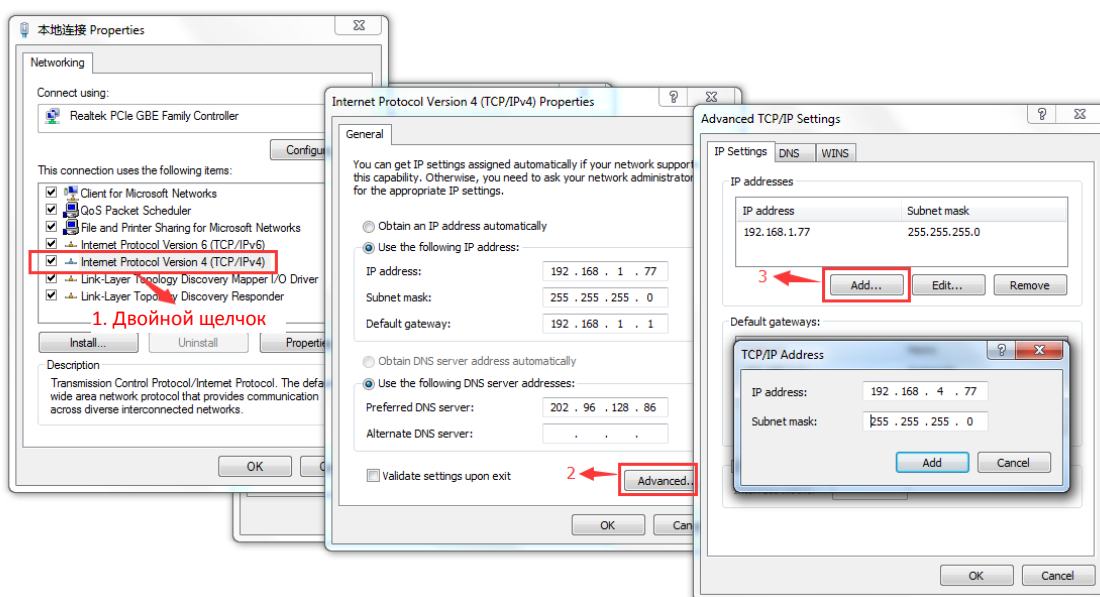 本地连接 Properties
Networking
Connect using:
Realtek PCIe GBE Family Controller
Configu
This connection uses the following items:
Client for Microsoft Networks
QoS Packet Scheduler
File and Printer Sharing for Microsoft Networks
Internet Protocol Version 6 (TCP/IPv6)
Internet Protocol Version 4 (TCP/IPv4)
Link-Layer Topology Discovery Mapper I/O Driver
Link-Layer Topology Discovery Responder
1. Двойной щелчок
Install...
Uninstall
Propertie
Description
Transmission Control Protocol/Internet Protocol. The defa
wide area network protocol that provides communication
across diverse interconnected networks.
OK
C
Internet Protocol Version 4 (TCP/IPv4) Properties
General
You can get IP settings assigned automatically if your network support
this capability. Otherwise, you need to ask your network administrator
for the appropriate IP settings.
Obtain an IP address automatically
Use the following IP address:
IP address:
192 . 168 . 1 . 77
Subnet mask:
255 . 255 . 255 . 0
Default gateway:
192 . 168 . 1 . 1
Obtain DNS server address automatically
Use the following DNS server addresses:
Preferred DNS server:
202 . 96 . 128 . 86
Alternate DNS server:
. . .
Validate settings upon exit
2
Advanced..
OK
Can
Advanced TCP/IP Settings
IP Settings
DNS
WINS
IP addresses
IP address
Subnet mask
192.168.1.77
255.255.255.0
3
Add...
Edit...
Remove
Default gateways:
TCP/IP Address
IP address:
192 . 168 . 4 . 77
Subnet mask:
255 . 255 . 255 . 0
Add
Cancel
OK
Cancel